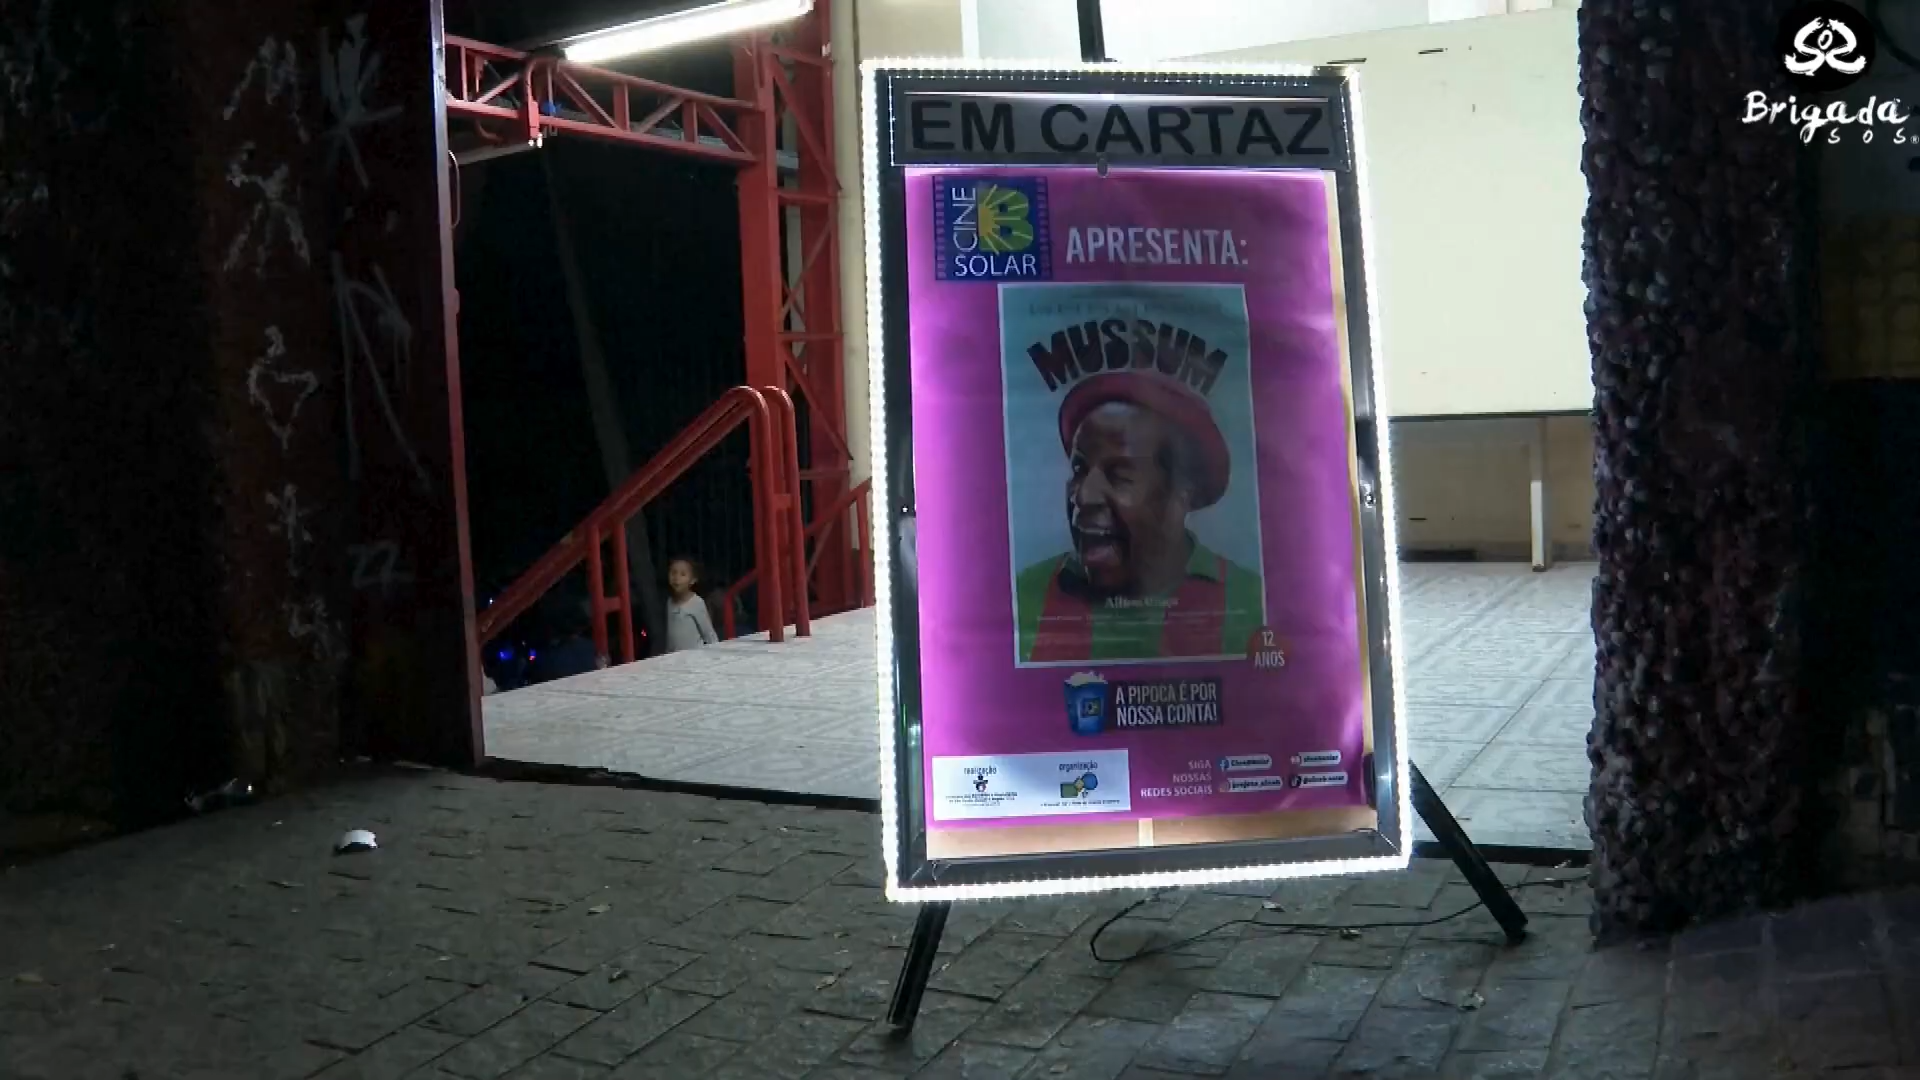 Brigada
SOS
EM CARTAZ
CINE
B
SOLAR
APRESENTA:
MUSSUM
12
ANOS
A PIPOCA É POR
NOSSA CONTA!
realização
organização
SIGA
NOSSAS
REDES SOCIAIS